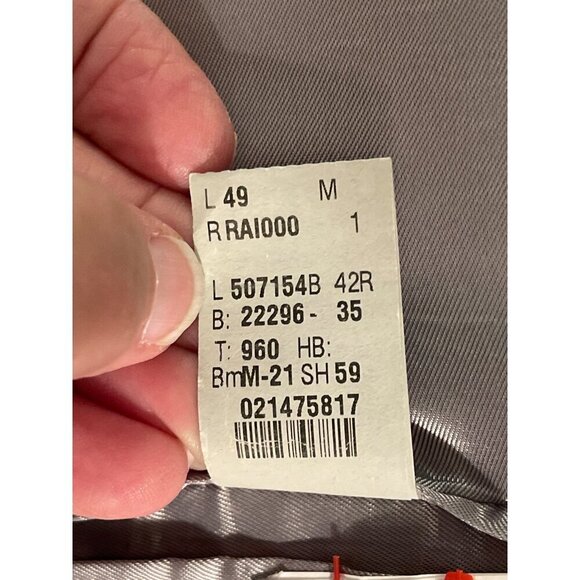 L 49 M
R RAI000 1
L 507154B 42R
B: 22296- 35
T: 960 HB:
BmM-21 SH 59
021475817